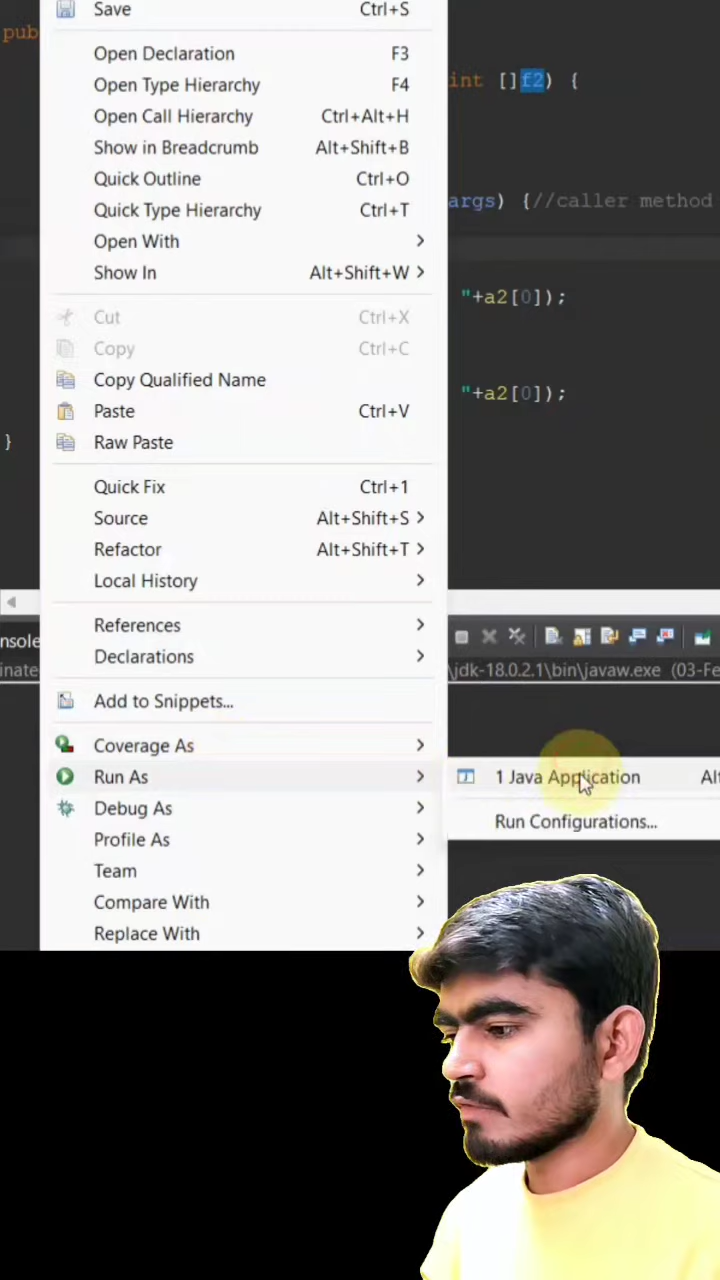 Save Ctrl+S
pub
Open Declaration F3
int []f2) {
Open Type Hierarchy F4
Open Call Hierarchy Ctrl+Alt+H
Show in Breadcrumb Alt+Shift+B
Quick Outline Ctrl+O
args) {//caller method
Quick Type Hierarchy Ctrl+T
Open With
Show In Alt+Shift+W
"+a2[0]);
Cut Ctrl+X
Copy Ctrl+C
Copy Qualified Name
"+a2[0]);
Paste Ctrl+V
}
Raw Paste
Quick Fix Ctrl+1
Source Alt+Shift+S
Refactor Alt+Shift+T
Local History
References
nsole
Declarations
inate
\jdk-18.0.2.1\bin\javaw.exe (03-Fe
Add to Snippets...
Coverage As
Run As
1 Java Application Al
Debug As
Run Configurations...
Profile As
Team
Compare With
Replace With